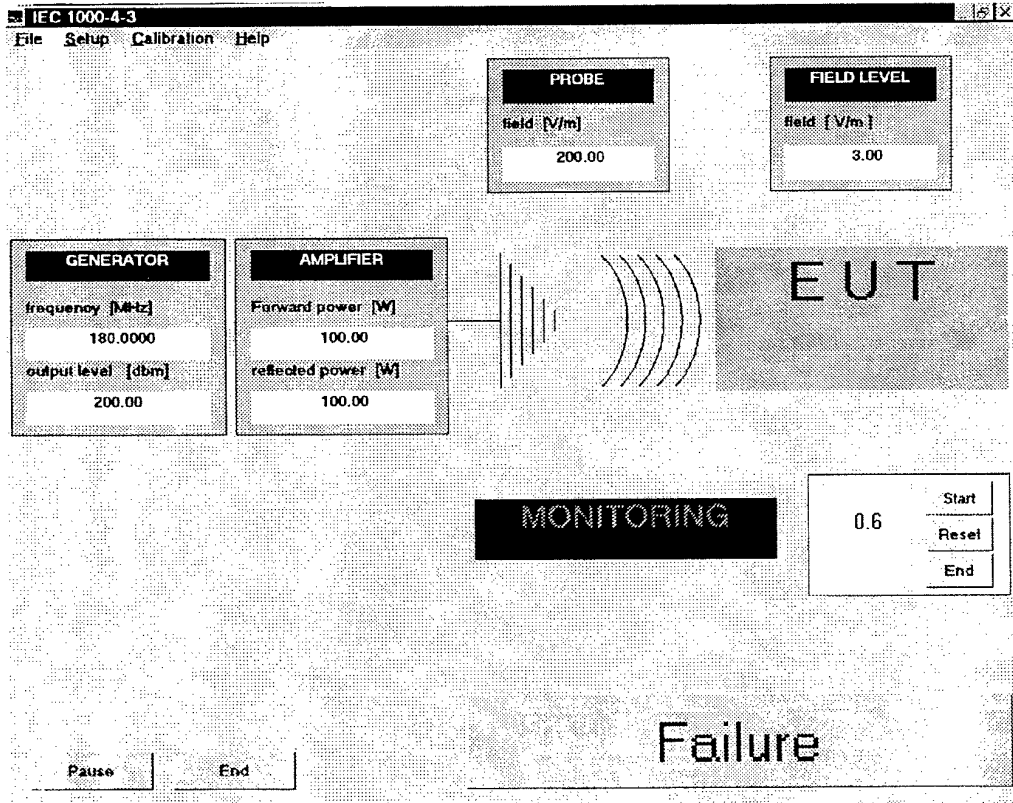 IEC 1000-4-3
File Setup Calibration Help
PROBE
field [V/m]
200.00
FIELD LEVEL
field [ V/m ]
3.00
GENERATOR
frequency [MHz]
180.0000
output level [dbm]
200.00
AMPLIFIER
Forward power [W]
100.00
reflected power [W]
100.00
EUT
MONITORING
0.6
Start
Reset
End
Failure
Pause
End